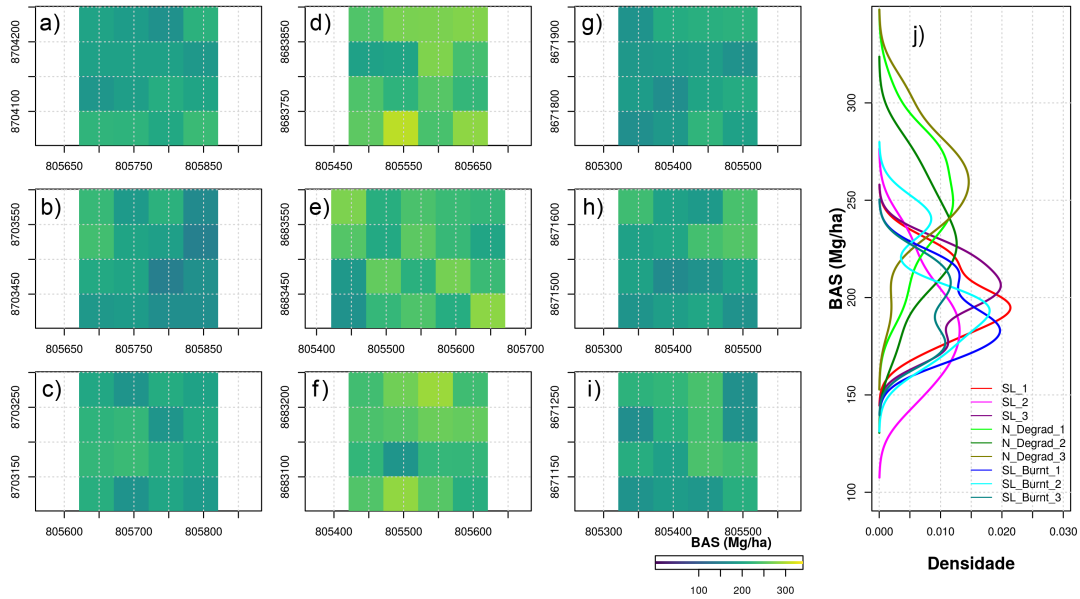 a)
8704200
8704100
805650 805750 805850
d)
8683850
8683750
805450 805550 805650
g)
8671900
8671800
805300 805400 805500
b)
8703550
8703450
805650 805750 805850
e)
8683550
8683450
805400 805500 805600 805700
h)
8671600
8671500
805300 805400 805500
c)
8703250
8703150
805600 805700 805800
f)
8683200
8683100
805400 805500 805600
i)
8671250
8671150
805300 805400 805500
BAS (Mg/ha)
100 200 300
j)
BAS (Mg/ha)
300
250
200
150
100
SL_1
SL_2
SL_3
N_Degrad_1
N_Degrad_2
N_Degrad_3
SL_Burnt_1
SL_Burnt_2
SL_Burnt_3
0.000 0.010 0.020 0.030
Densidade